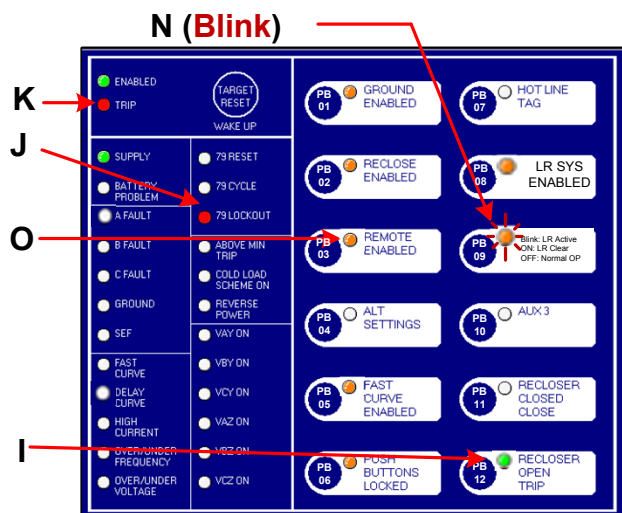 N (Blink)
K
J
O
I
ENABLED
TRIP
TARGET
RESET
WAKE UP
SUPPLY
BATTERY
PROBLEM
A FAULT
B FAULT
C FAULT
GROUND
SEF
FAST
CURVE
DELAY
CURVE
HIGH
CURRENT
OVER/UNDER
FREQUENCY
OVER/UNDER
VOLTAGE
79 RESET
79 CYCLE
79 LOCKOUT
ABOVE MIN
TRIP
COLD LOAD
SCHEME ON
REVERSE
POWER
VAY ON
VBY ON
VCY ON
VAZ ON
VBZ ON
VCZ ON
PB
01
GROUND
ENABLED
PB
02
RECLOSE
ENABLED
PB
03
REMOTE
ENABLED
PB
04
ALT
SETTINGS
PB
05
FAST
CURVE
ENABLED
PB
06
PUSH
BUTTONS
LOCKED
PB
07
HOT LINE
TAG
PB
08
LR SYS
ENABLED
PB
09
Blink: LR Active
ON: LR Clear
OFF: Normal OP
PB
10
AUX 3
PB
11
RECLOSER
CLOSED
CLOSE
PB
12
RECLOSER
OPEN
TRIP